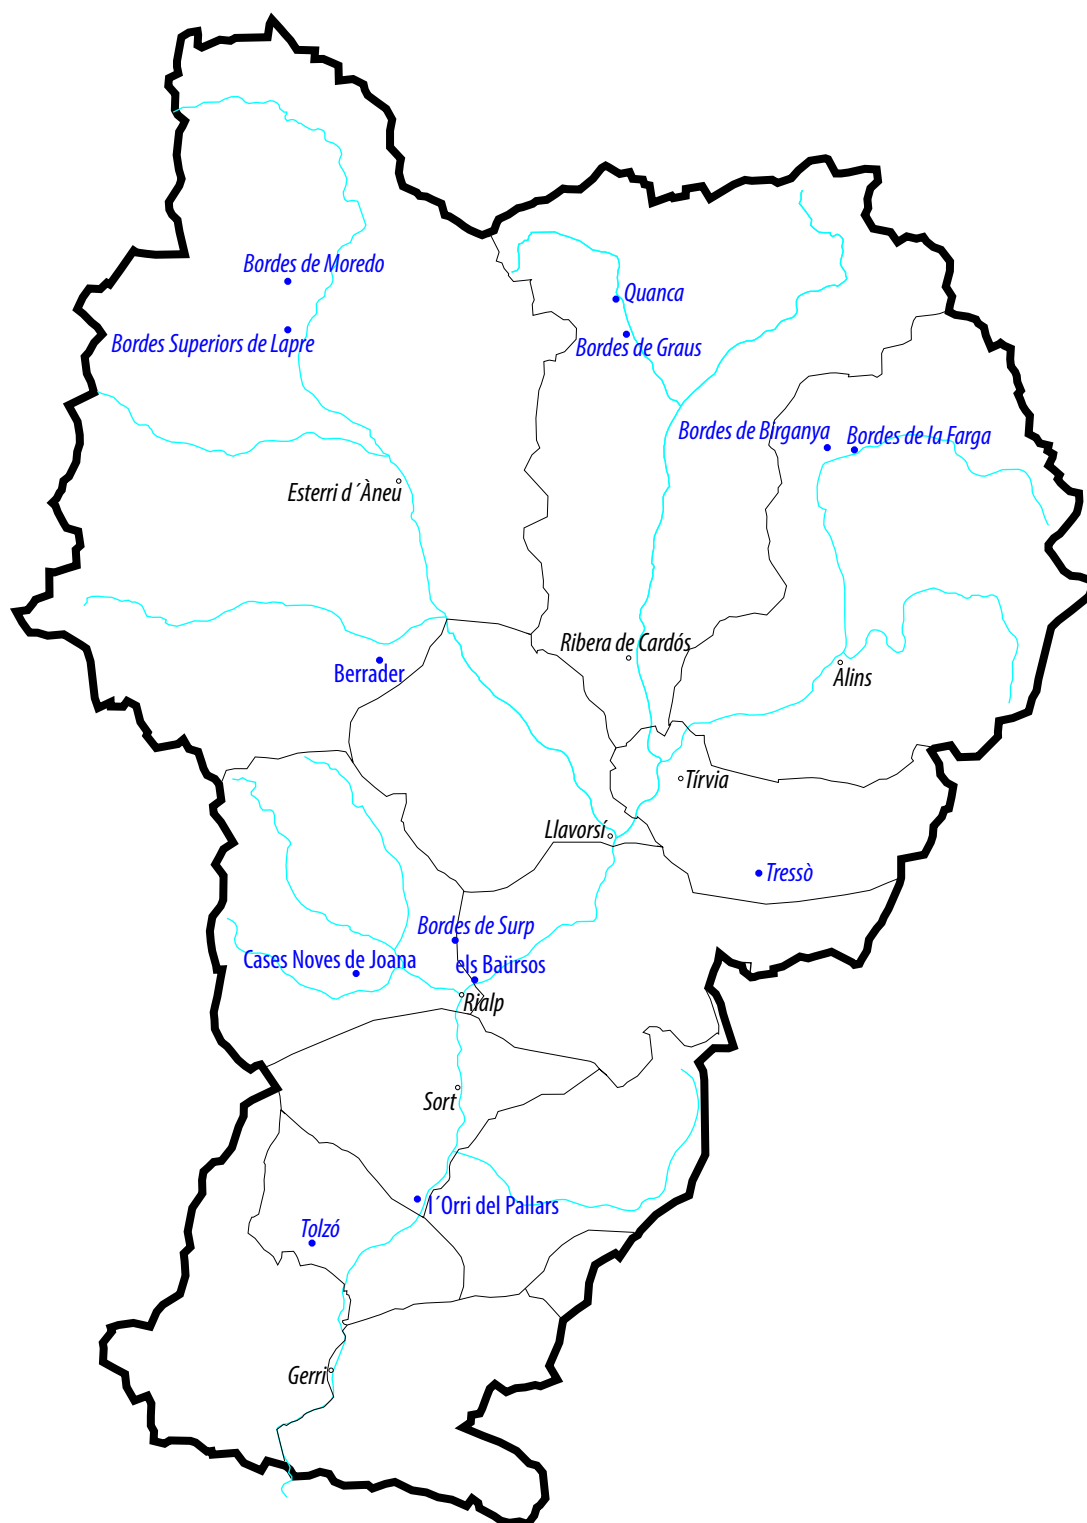 Bordes de Moredo
Quanca
Bordes Superiors de Lapre
Bordes de Graus
Bordes de Birganya
Bordes de la Farga
Esterri d´Àneu
Ribera de Cardós
Berrader
Àlins
Tírvia
Llavorsí
Tressò
Bordes de Surp
Cases Noves de Joana
els Baürsos
Rialp
Sort
l´Orri del Pallars
Tolzó
Gerri